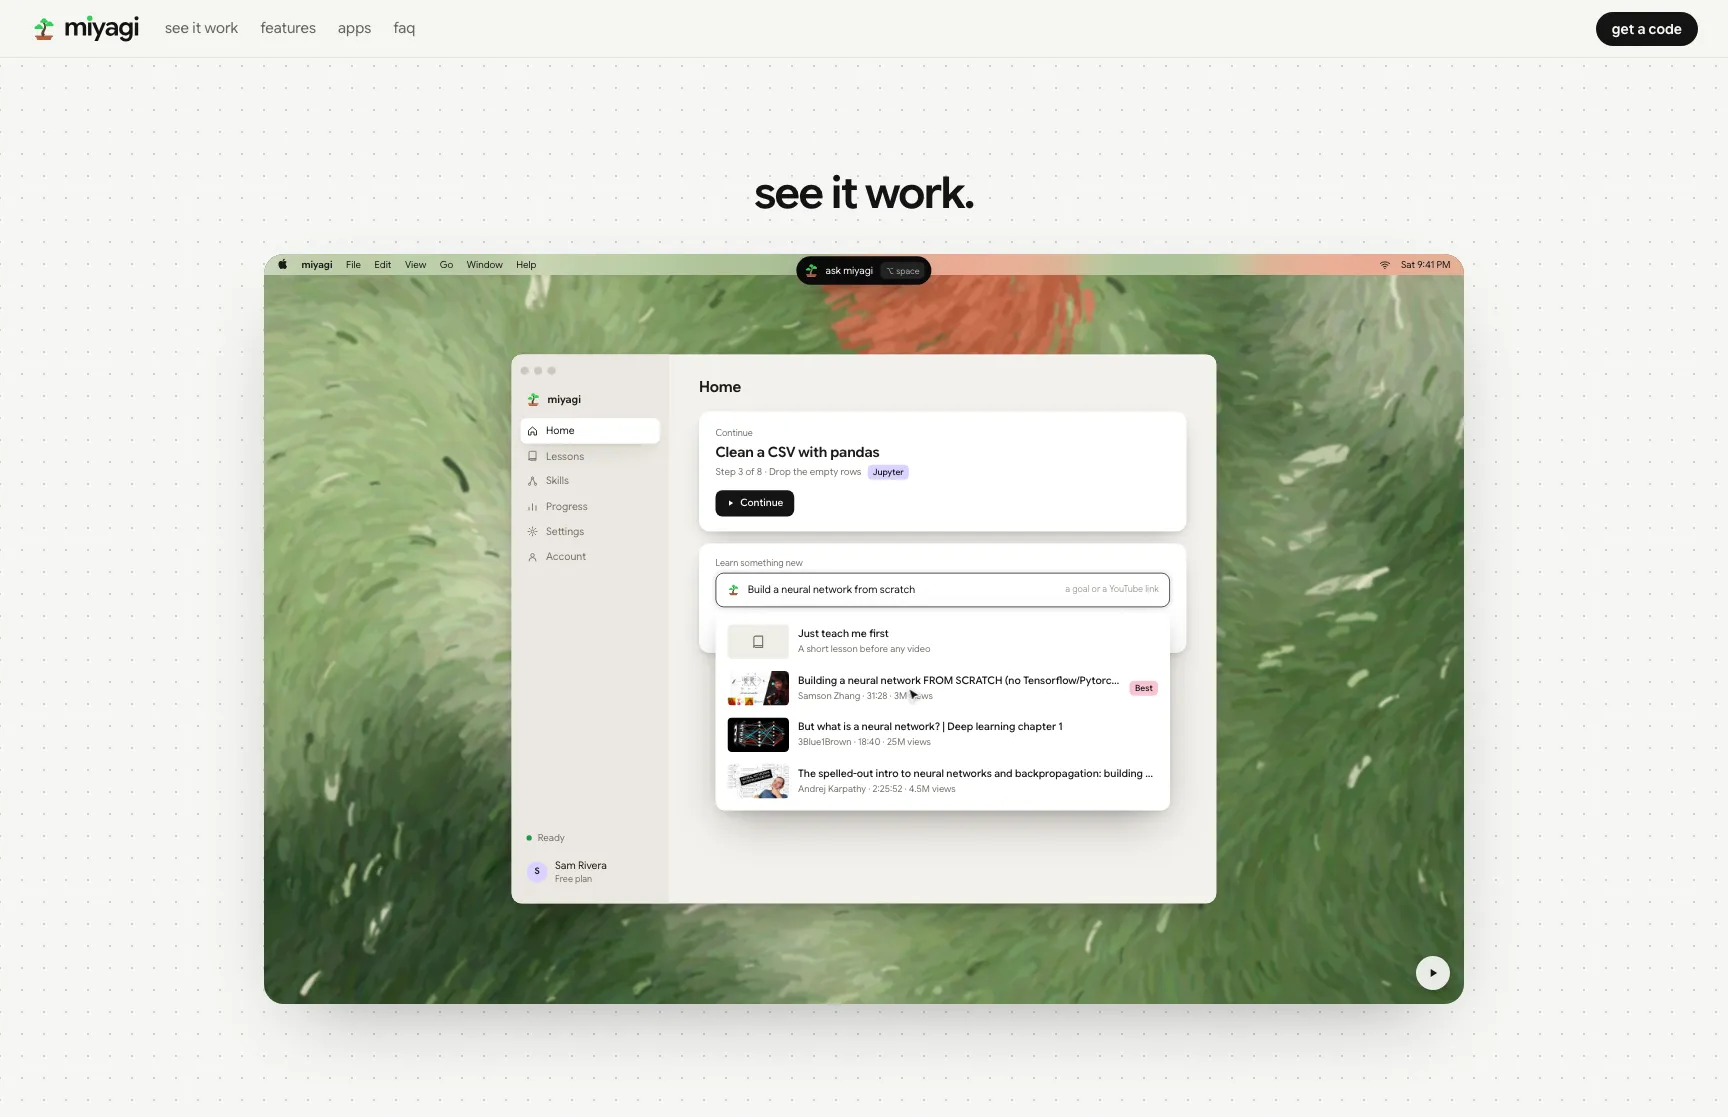 miyagi see it work features apps faq get a code
see it work.
miyagi File Edit View Go Window Help
ask miyagi ⌥ space
Sat 9:41 PM
miyagi
Home
Lessons
Skills
Progress
Settings
Account
Ready
S
Sam Rivera
Free plan
Home
Continue
Clean a CSV with pandas
Step 3 of 8 · Drop the empty rows Jupyter
Continue
Learn something new
Build a neural network from scratch a goal or a YouTube link
Just teach me first
A short lesson before any video
Building a neural network FROM SCRATCH (no Tensorflow/Pytorc...
Samson Zhang · 31:28 · 3M views
Best
But what is a neural network? | Deep learning chapter 1
3Blue1Brown · 18:40 · 25M views
The spelled-out intro to neural networks and backpropagation: building ...
Andrej Karpathy · 2:25:52 · 4.5M views